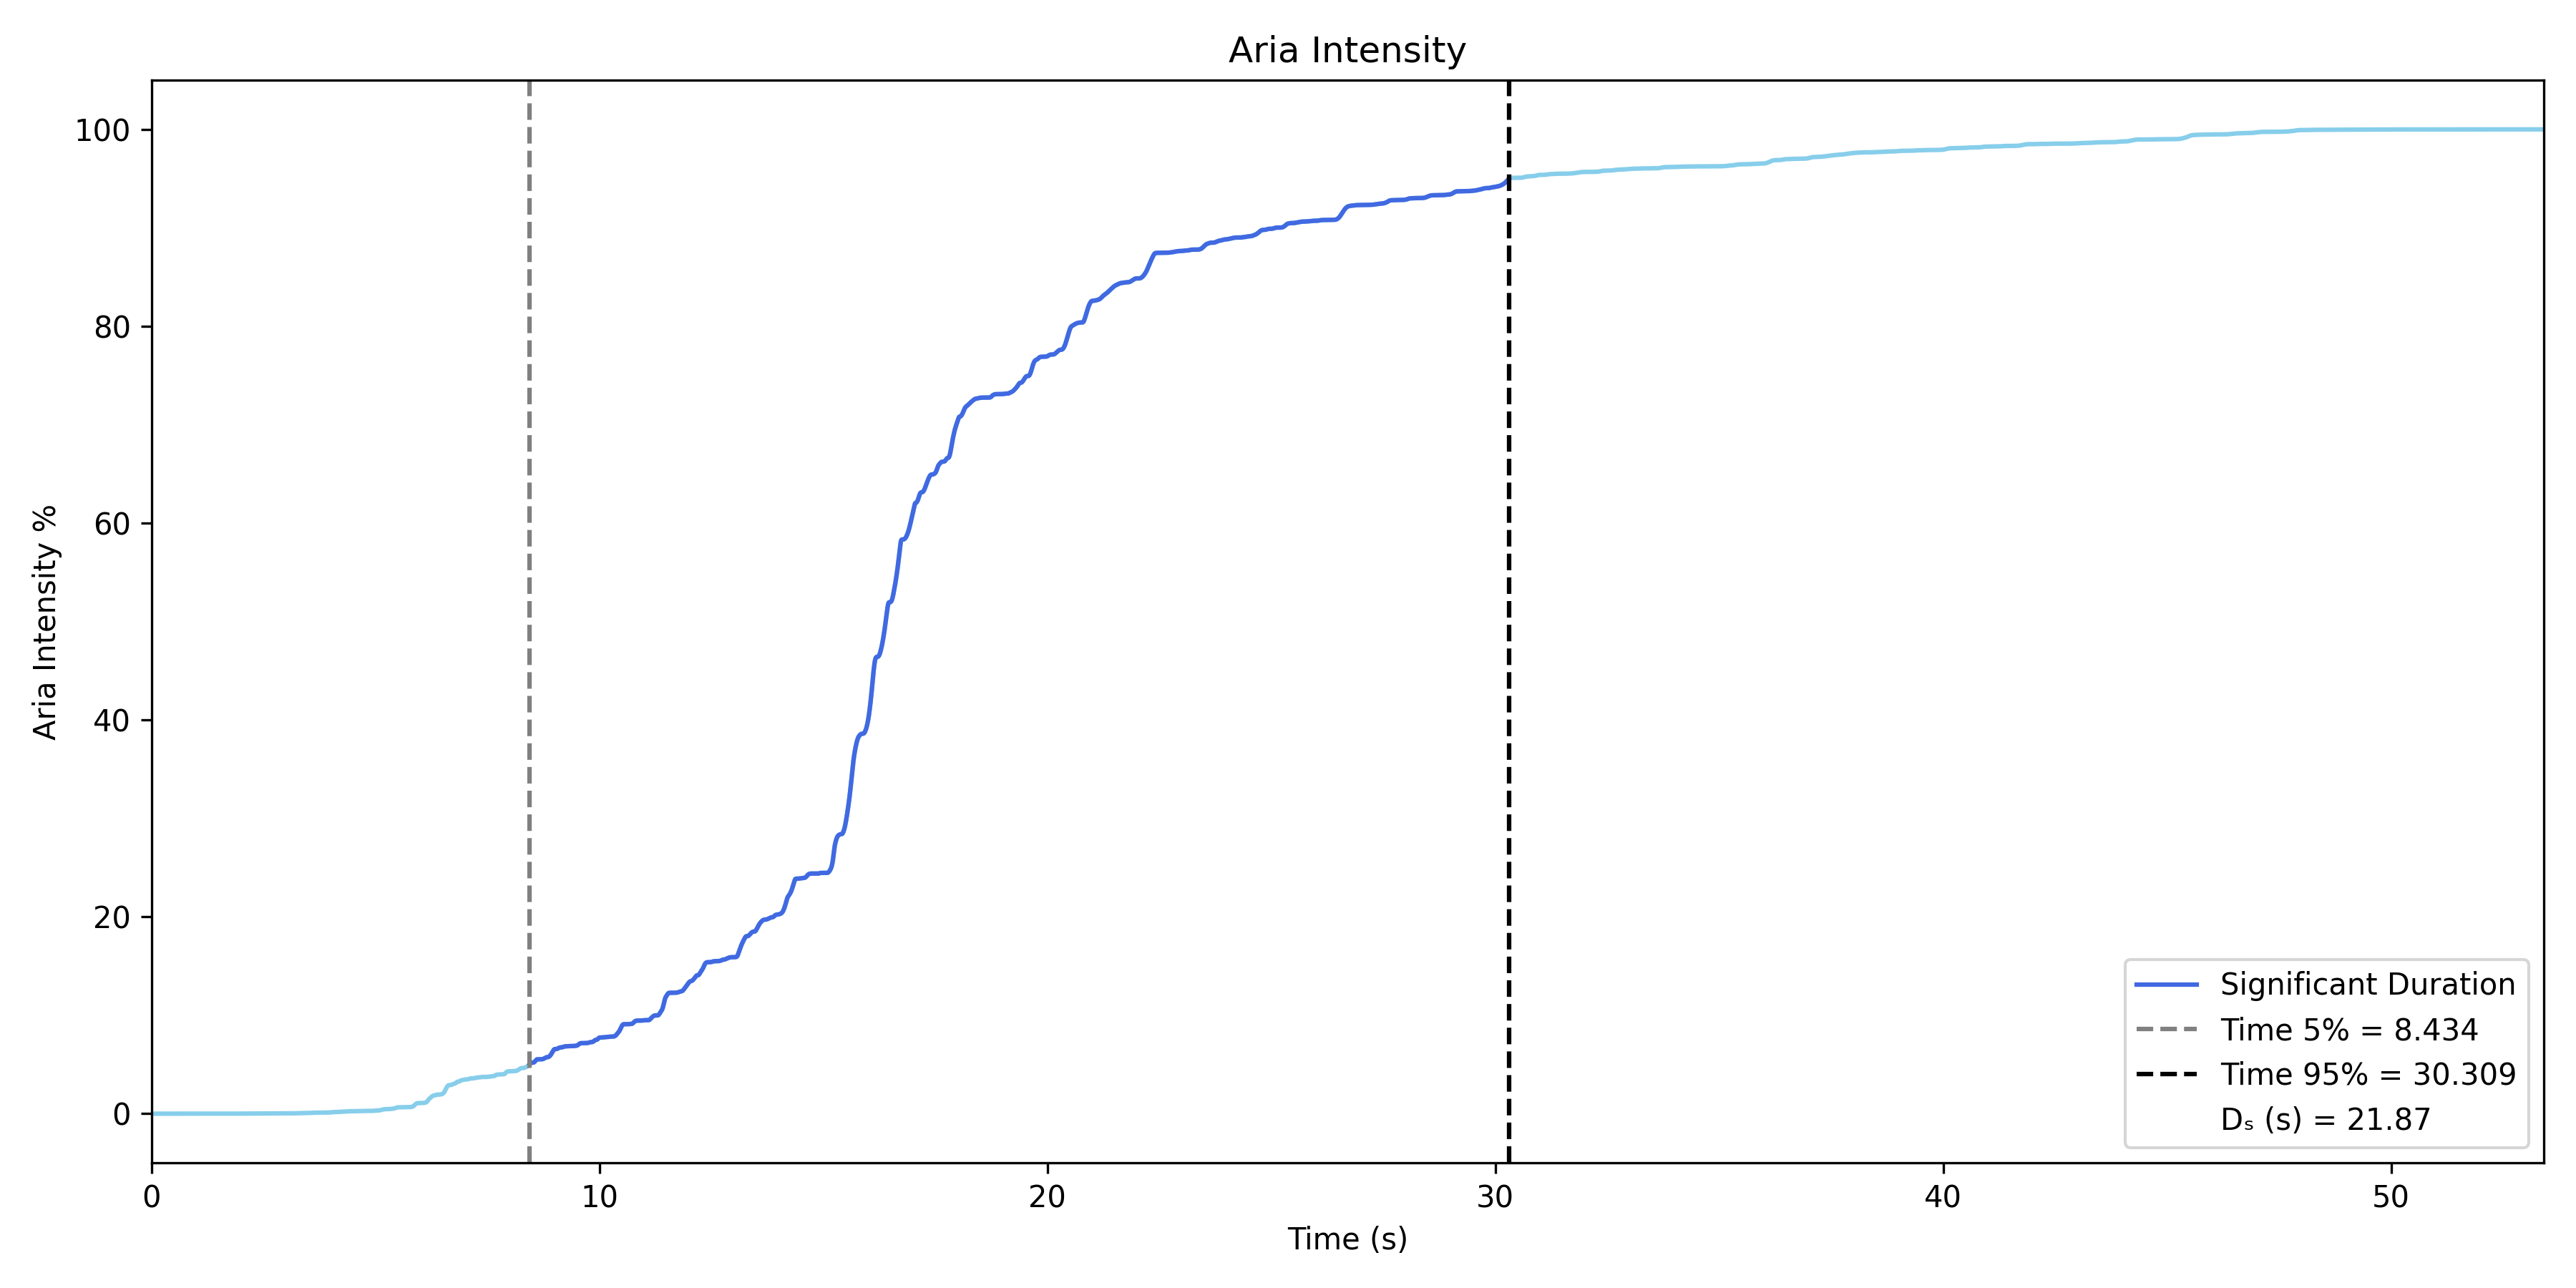 Aria Intensity
Aria Intensity %
100
80
60
40
20
0
0 10 20 30 40 50
Time (s)
Significant Duration
Time 5% = 8.434
Time 95% = 30.309
Dₛ (s) = 21.87